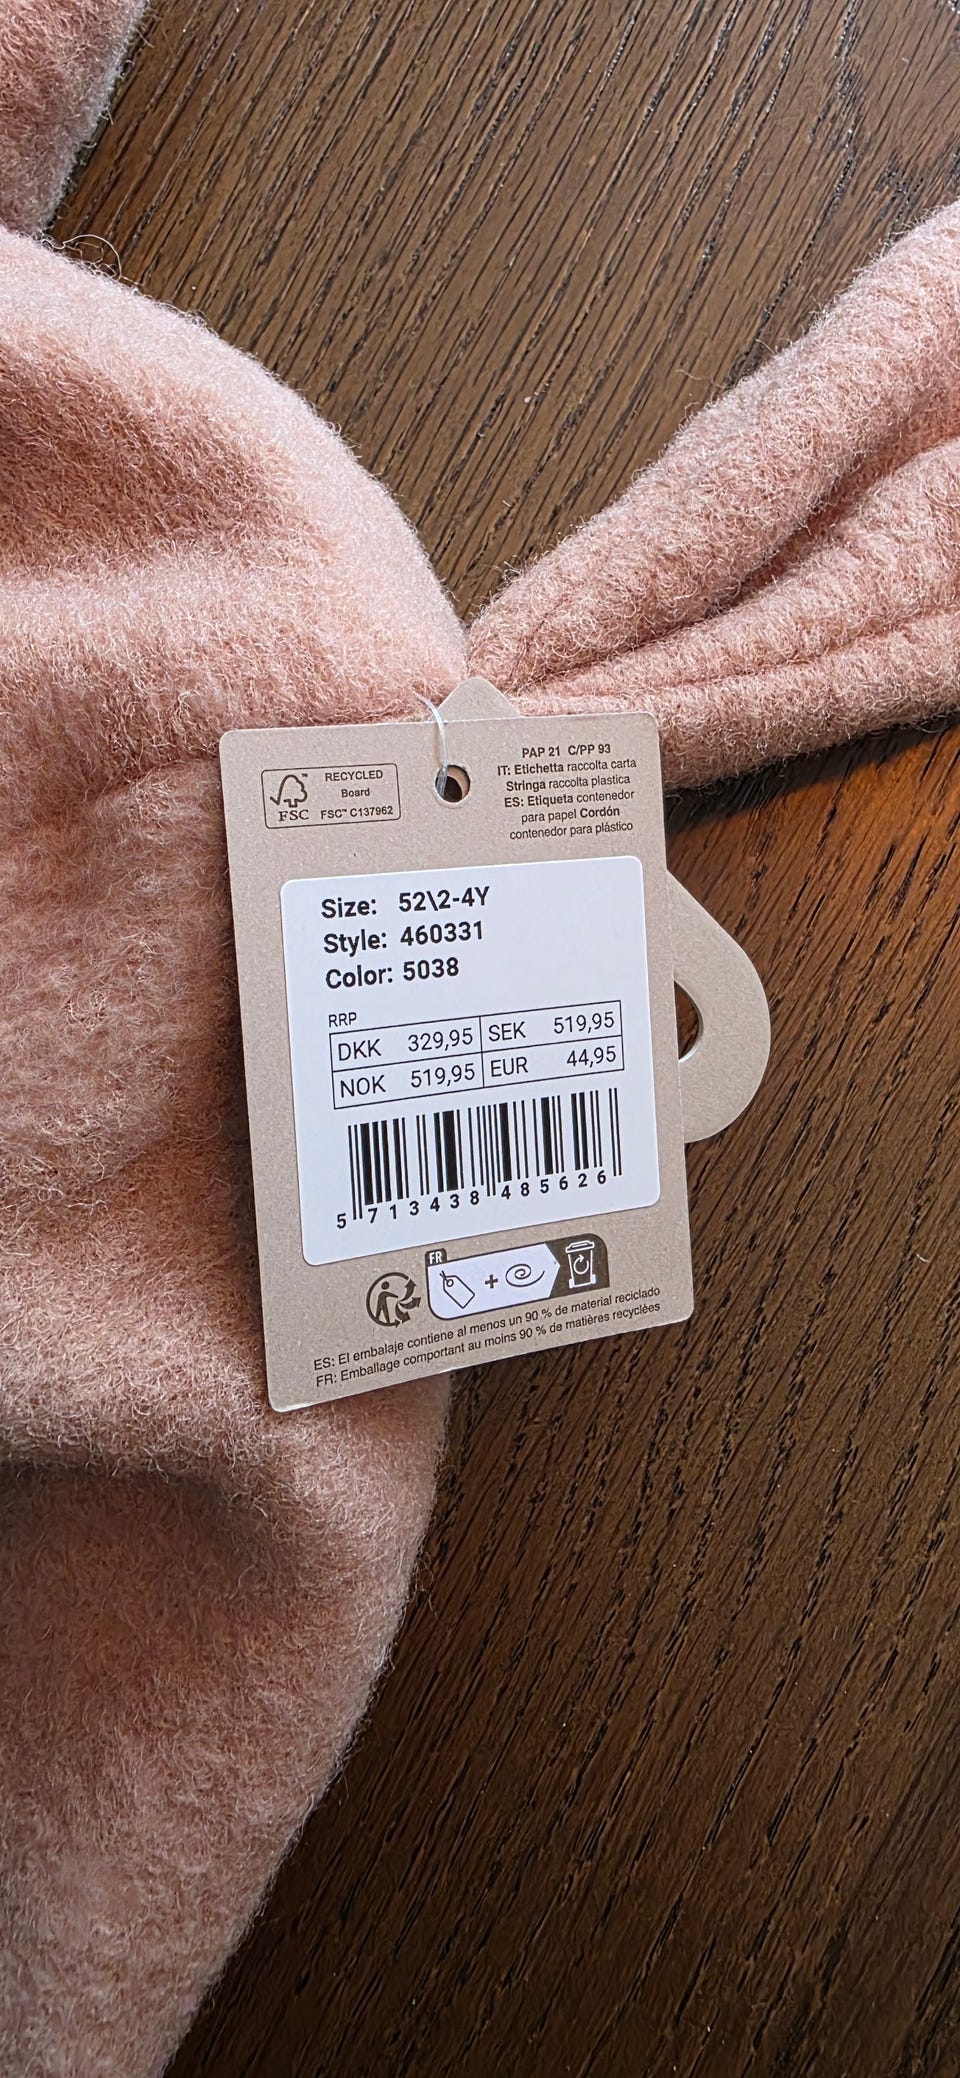 RECYCLED
Board
FSC™
FSC™ C137962
PAP 21 C/PP 93
IT: Etichetta raccolta carta
Stringa raccolta plastica
ES: Etiqueta contenedor
para papel Cordón
contenedor para plástico
Size: 52\2-4Y
Style: 460331
Color: 5038
RRP
DKK 329,95 SEK 519,95
NOK 519,95 EUR 44,95
5 713438 485626
FR
+
ES: El embalaje contiene al menos un 90 % de material reciclado
FR: Emballage comportant au moins 90 % de matières recyclées